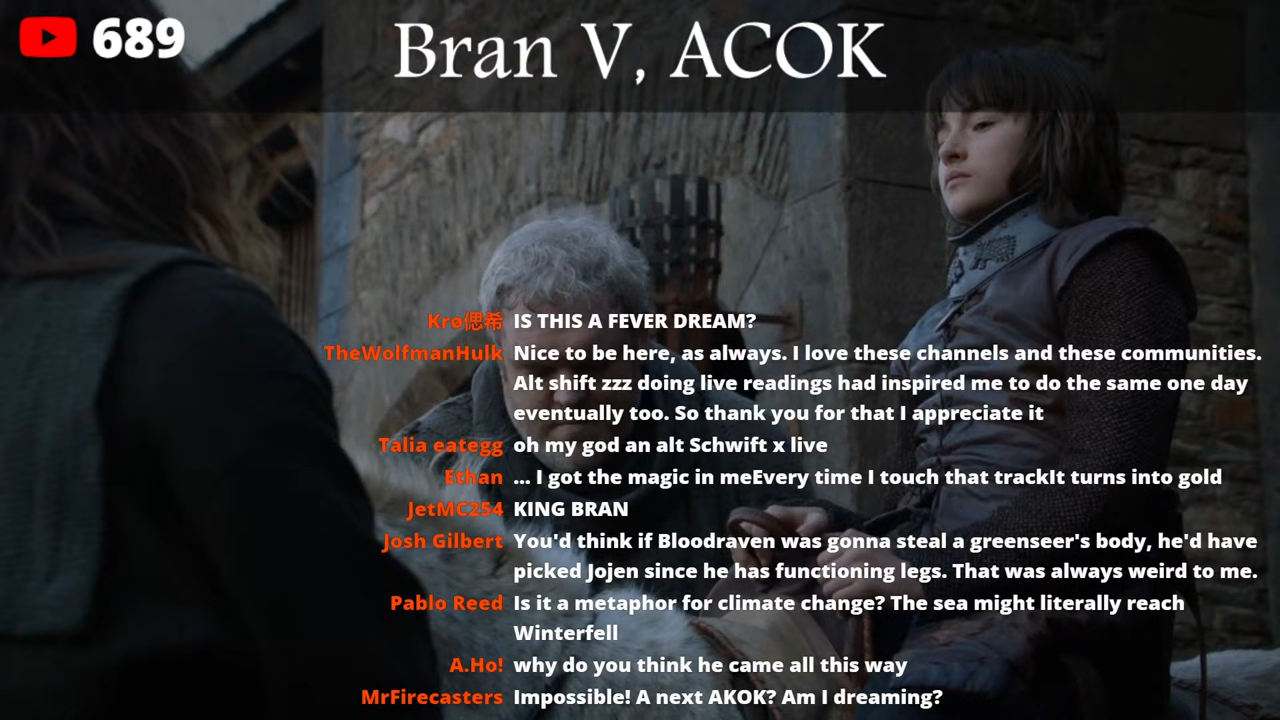 689
Bran V, ACOK
Krø偲希 IS THIS A FEVER DREAM?
TheWolfmanHulk Nice to be here, as always. I love these channels and these communities.
Alt shift zzz doing live readings had inspired me to do the same one day
eventually too. So thank you for that I appreciate it
Talia eategg oh my god an alt Schwift x live
Ethan ... I got the magic in meEvery time I touch that trackIt turns into gold
JetMC254 KING BRAN
Josh Gilbert You'd think if Bloodraven was gonna steal a greenseer's body, he'd have
picked Jojen since he has functioning legs. That was always weird to me.
Pablo Reed Is it a metaphor for climate change? The sea might literally reach
Winterfell
A.Ho! why do you think he came all this way
MrFirecasters Impossible! A next AKOK? Am I dreaming?